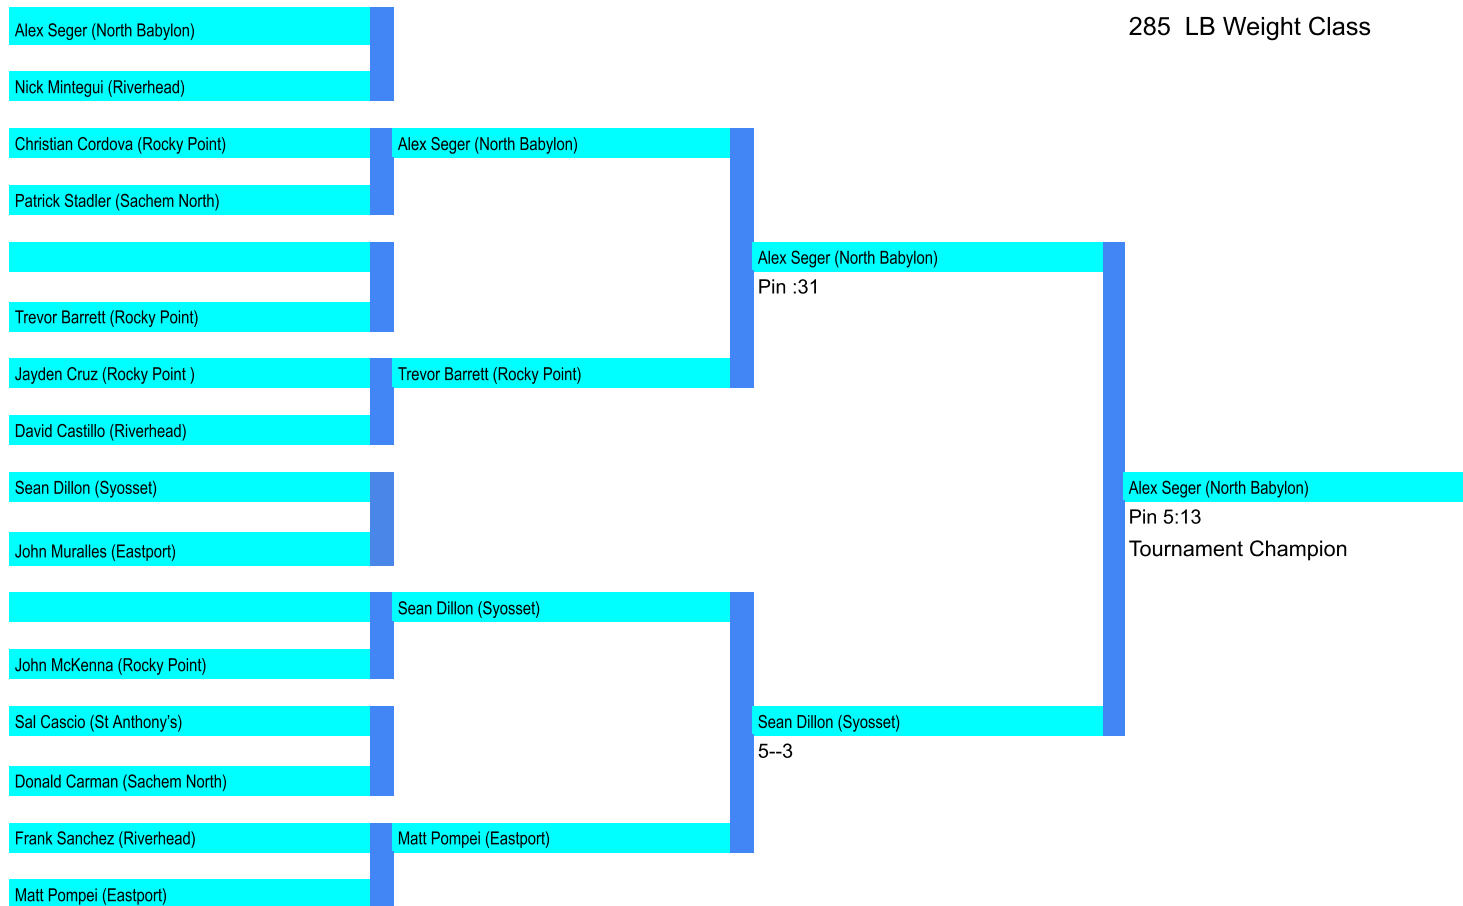 285  LB Weight Class
Alex Seger (North Babylon)
Nick Mintegui (Riverhead)
Christian Cordova (Rocky Point)
Patrick Stadler (Sachem North)
Trevor Barrett (Rocky Point)
Jayden Cruz (Rocky Point )
David Castillo (Riverhead)
Sean Dillon (Syosset)
John Muralles (Eastport)
John McKenna (Rocky Point)
Sal Cascio (St Anthony’s)
Donald Carman (Sachem North)
Frank Sanchez (Riverhead)
Matt Pompei (Eastport)
Alex Seger (North Babylon)
Trevor Barrett (Rocky Point)
Sean Dillon (Syosset)
Matt Pompei (Eastport)
Alex Seger (North Babylon)
Pin :31
Sean Dillon (Syosset)
5--3
Alex Seger (North Babylon)
Pin 5:13
Tournament Champion